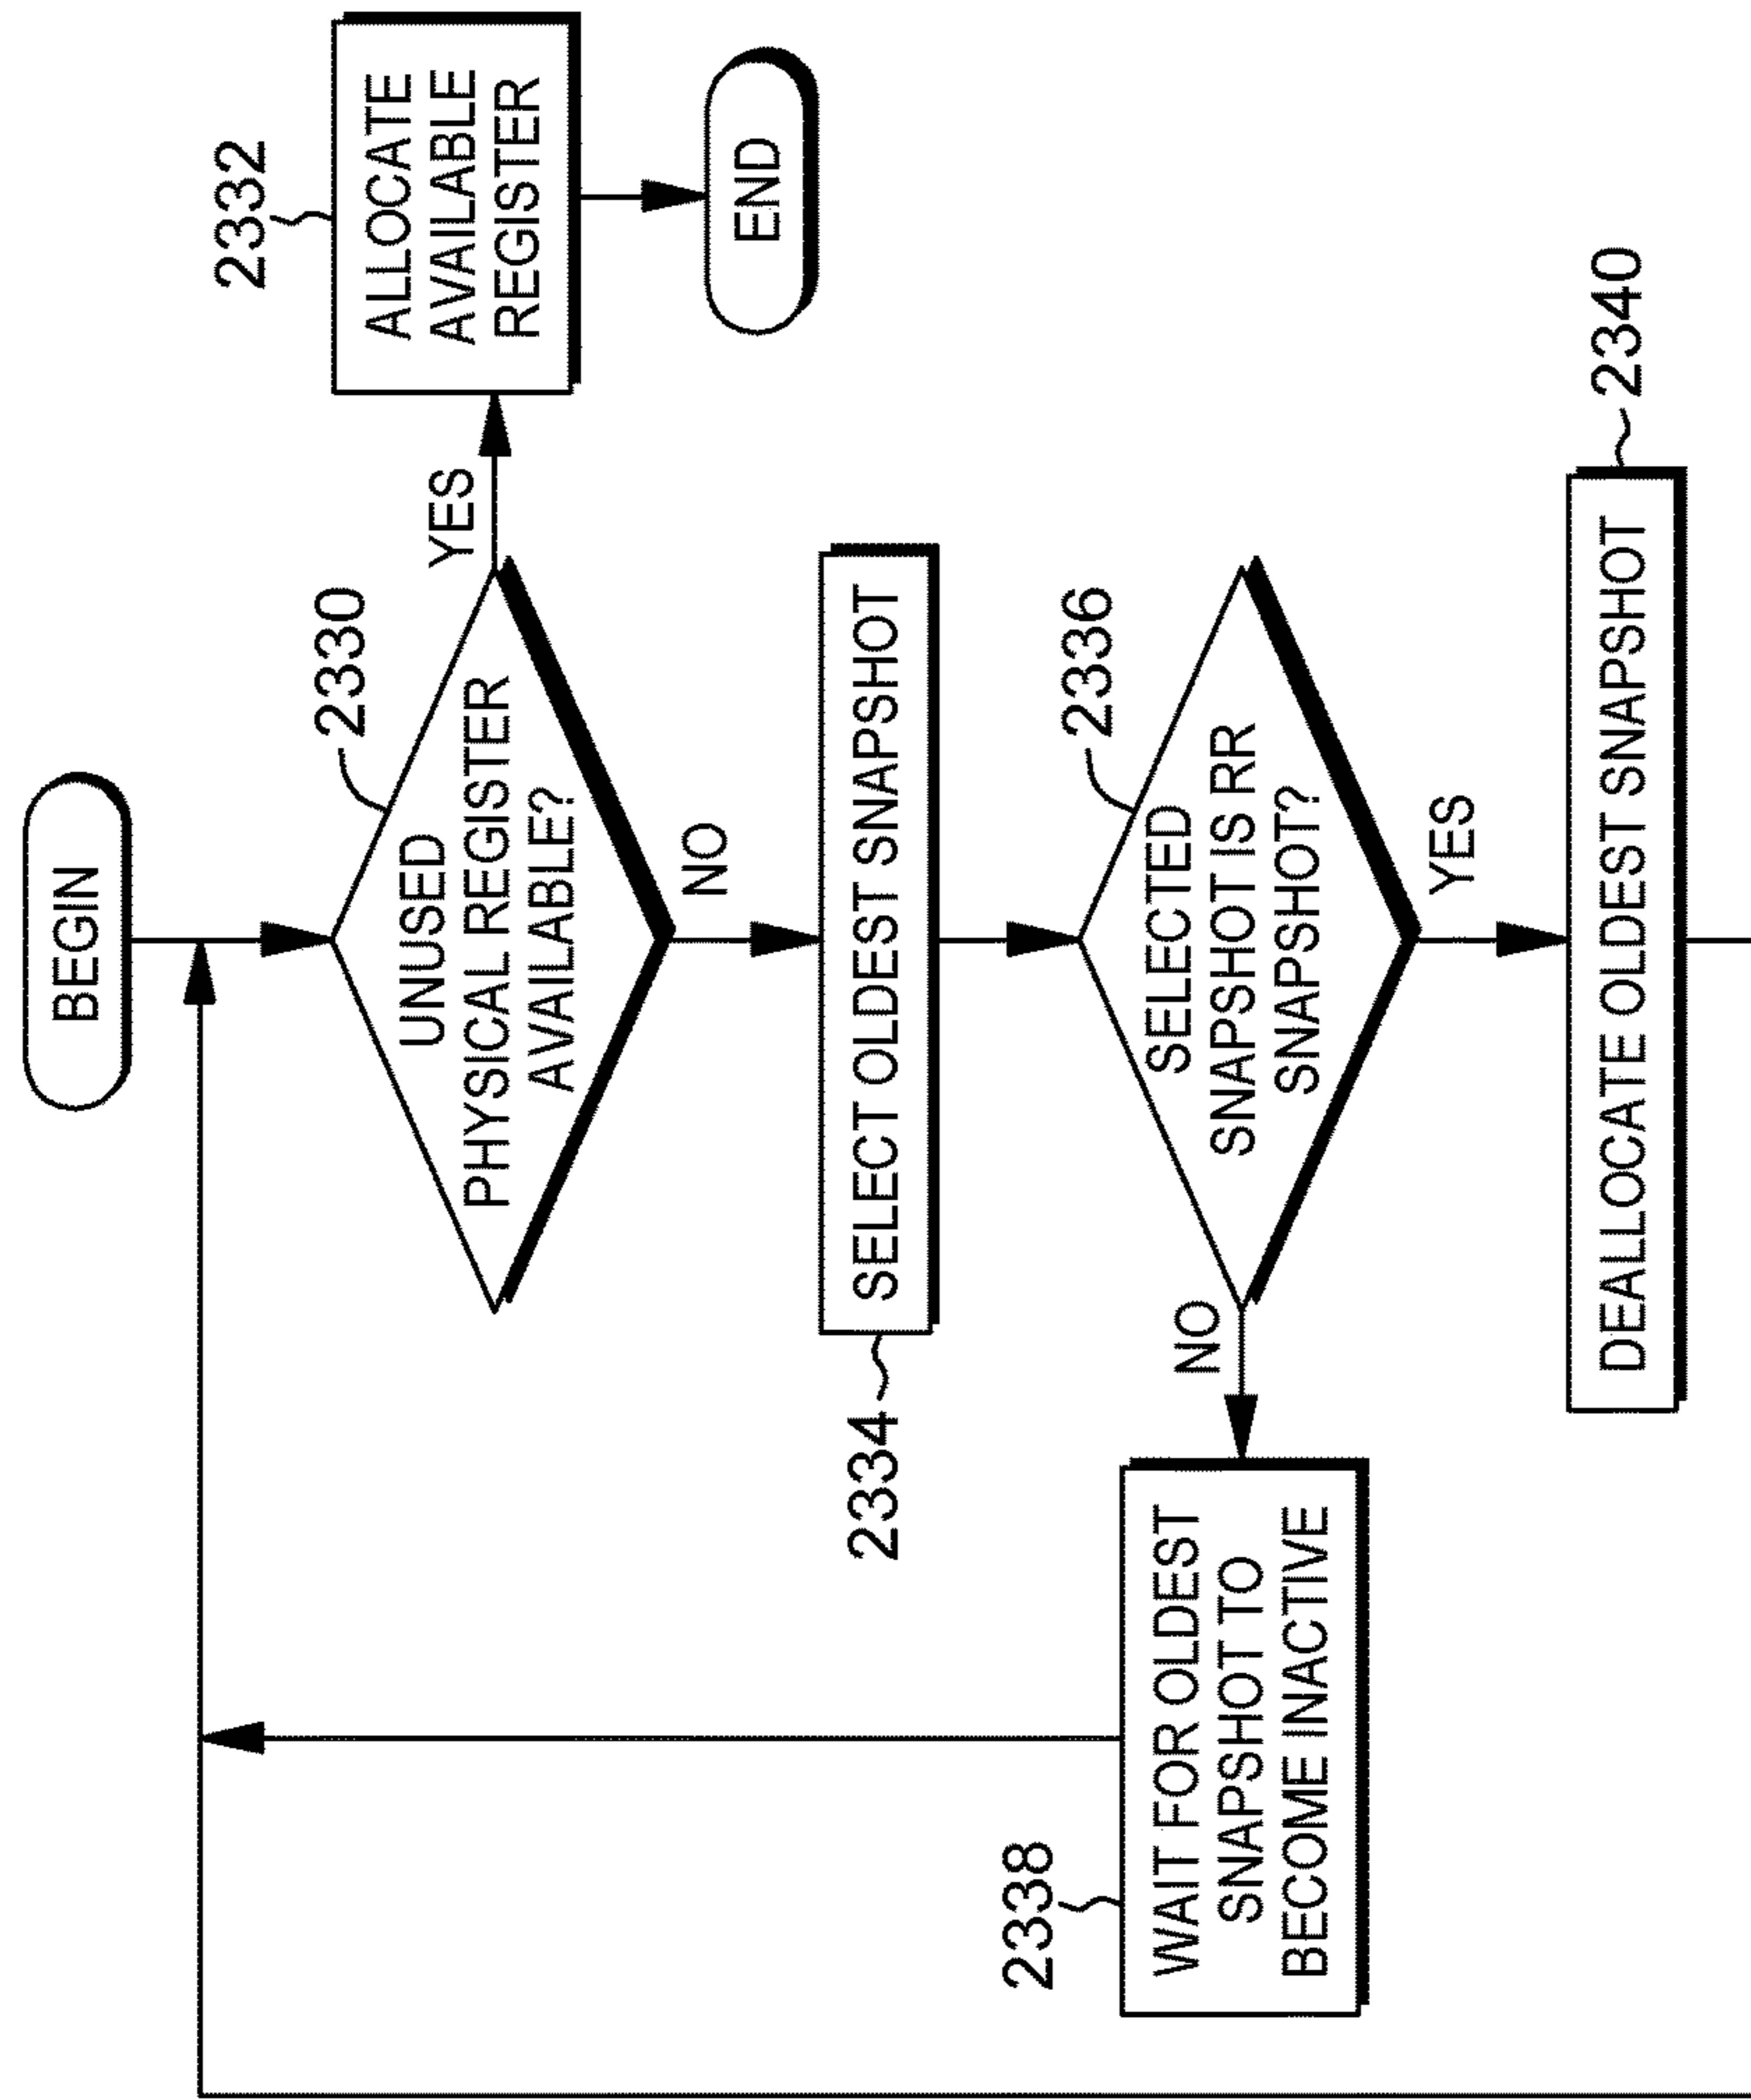 BEGIN
2330
UNUSED
PHYSICAL REGISTER
AVAILABLE?
YES
2332
ALLOCATE
AVAILABLE
REGISTER
END
NO
2334
SELECT OLDEST SNAPSHOT
2336
SELECTED
SNAPSHOT IS RR
SNAPSHOT?
NO
2338
WAIT FOR OLDEST
SNAPSHOT TO
BECOME INACTIVE
YES
2340
DEALLOCATE OLDEST SNAPSHOT